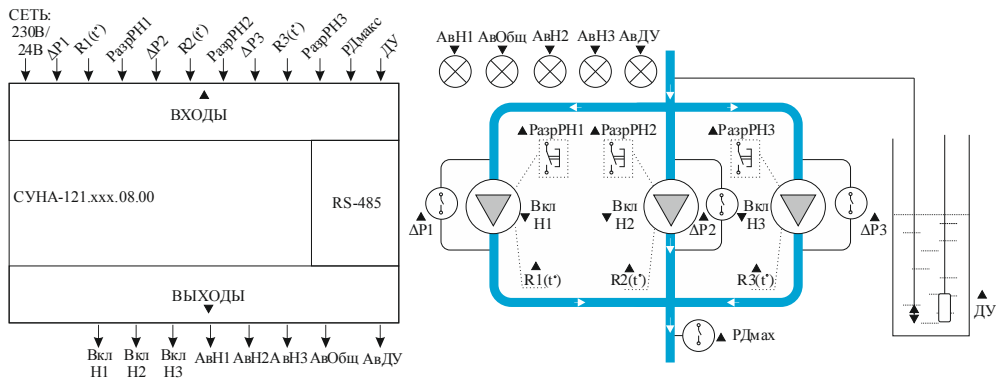 СЕТЬ:
230В/
24В
ΔР1
R1(t°)
РазрРН1
ΔР2
R2(t°)
РазрРН2
ΔР3
R3(t°)
РазрРН3
РДмакс
ДУ
ВХОДЫ
СУНА-121.xxx.08.00
RS-485
ВЫХОДЫ
Вкл
Н1
Вкл
Н2
Вкл
Н3
АвН1
АвН2
АвН3
АвОбщ
АвДУ
АвН1
АвОбщ
АвН2
АвН3
АвДУ
РазрРН1
РазрРН2
РазрРН3
Вкл
Н1
Вкл
Н2
Вкл
Н3
ΔР1
ΔР2
ΔР3
R1(t°)
R2(t°)
R3(t°)
ДУ
РДмах